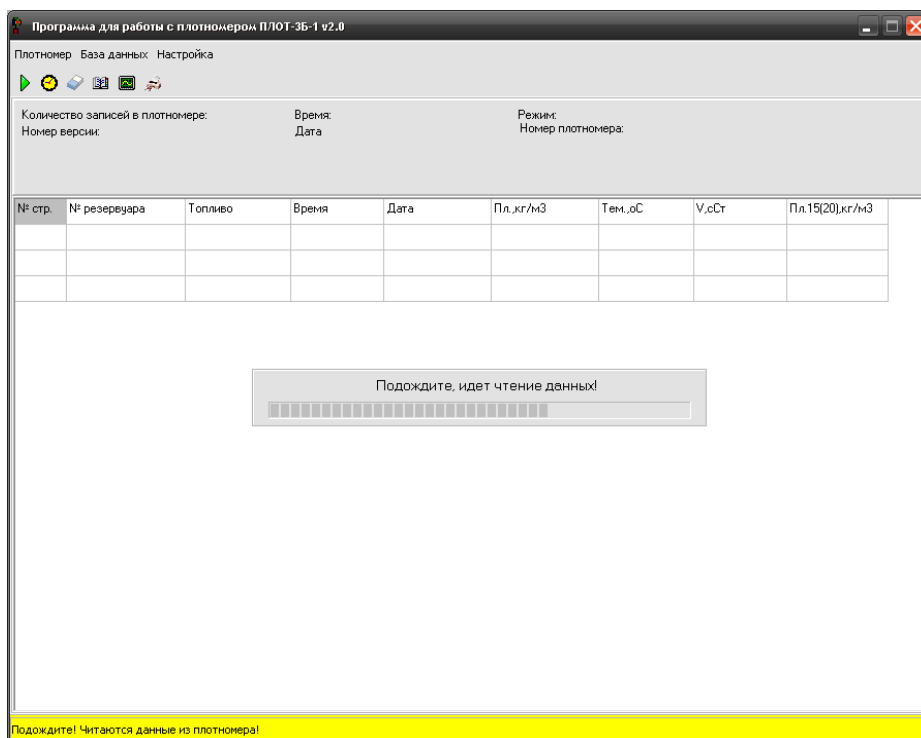 Программа для работы с плотномером ПЛОТ-3Б-1 v2.0
Плотномер База данных Настройка
Количество записей в плотномере: Время: Режим:
Номер версии: Дата Номер плотномера:
№ стр. № резервуара Топливо Время Дата Пл.,кг/м3 Тем.,оС V,сСт Пл.15(20),кг/м3
Подождите, идет чтение данных!
Подождите! Читаются данные из плотномера!